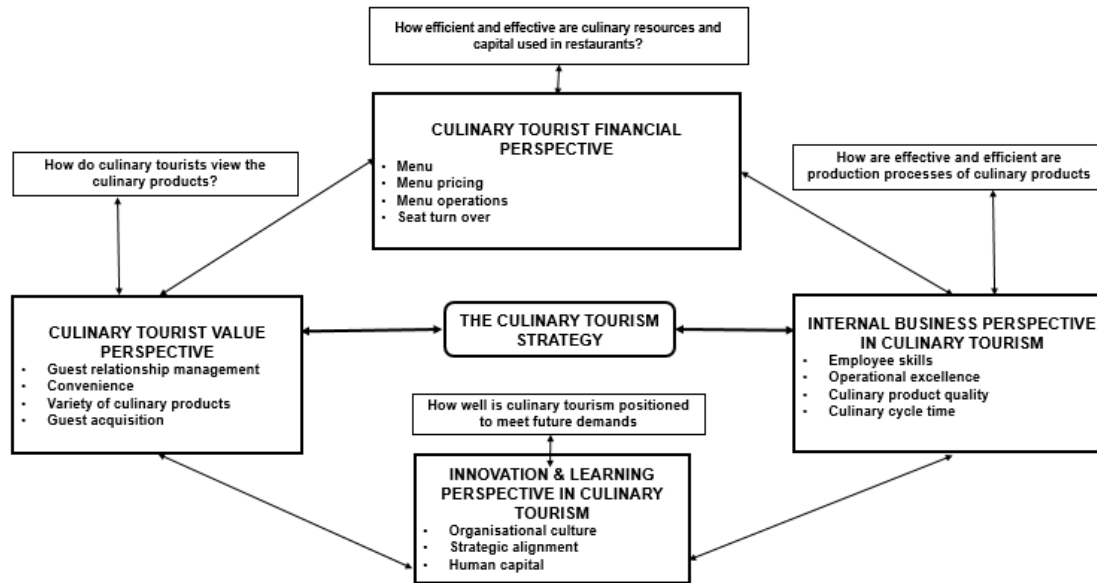 How efficient and effective are culinary resources and
capital used in restaurants?
CULINARY TOURIST FINANCIAL
PERSPECTIVE
• Menu
• Menu pricing
• Menu operations
• Seat turn over
How do culinary tourists view the
culinary products?
How are effective and efficient are
production processes of culinary products
CULINARY TOURIST VALUE
PERSPECTIVE
• Guest relationship management
• Convenience
• Variety of culinary products
• Guest acquisition
THE CULINARY TOURISM
STRATEGY
INTERNAL BUSINESS PERSPECTIVE
IN CULINARY TOURISM
• Employee skills
• Operational excellence
• Culinary product quality
• Culinary cycle time
How well is culinary tourism positioned
to meet future demands
INNOVATION & LEARNING
PERSPECTIVE IN CULINARY
TOURISM
• Organisational culture
• Strategic alignment
• Human capital